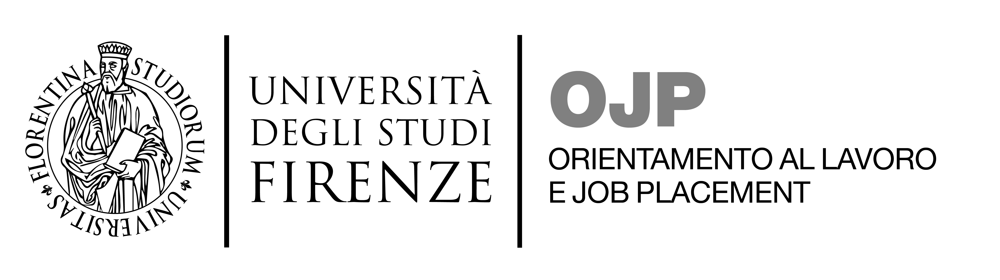 FLORENTINA STUDIORUM UNIVERSITAS
UNIVERSITÀ
DEGLI STUDI
FIRENZE
OJP
ORIENTAMENTO AL LAVORO
E JOB PLACEMENT